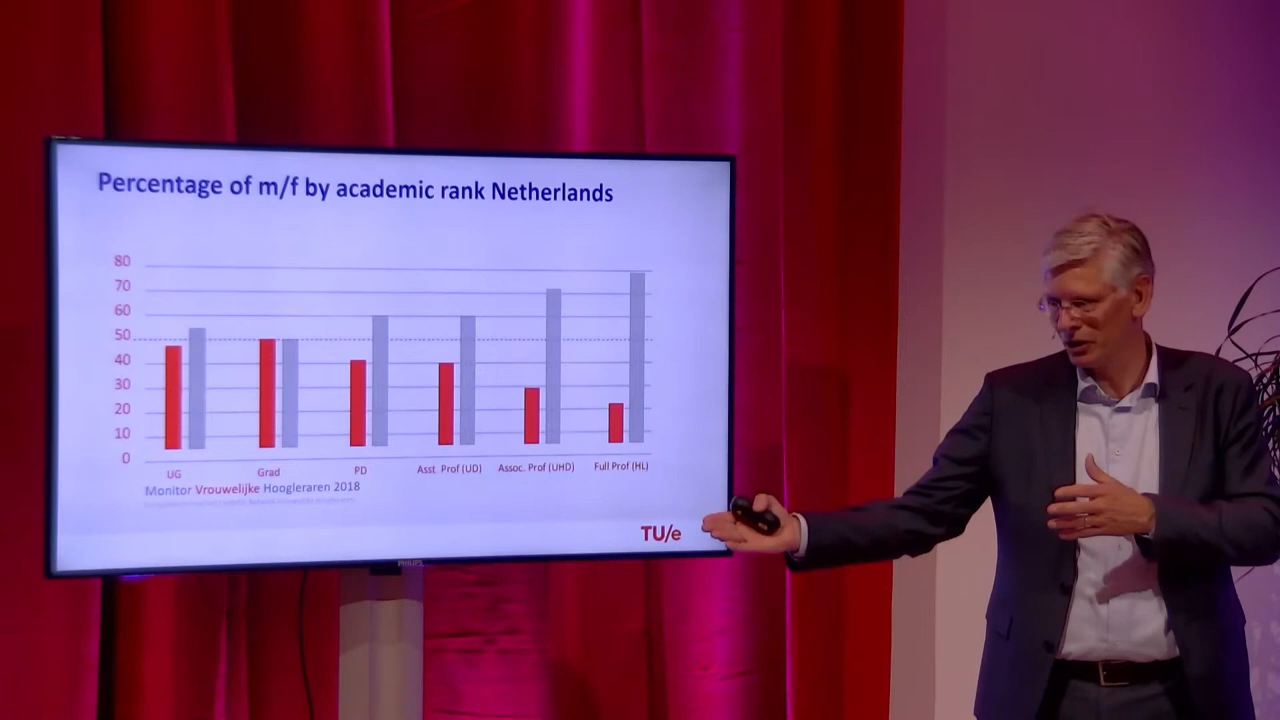 Percentage of m/f by academic rank Netherlands
80
70
60
50
40
30
20
10
0
UG Grad PD Asst. Prof (UD) Assoc. Prof (UHD) Full Prof (HL)
Monitor Vrouwelijke Hoogleraren 2018
TU/e
PHILIPS